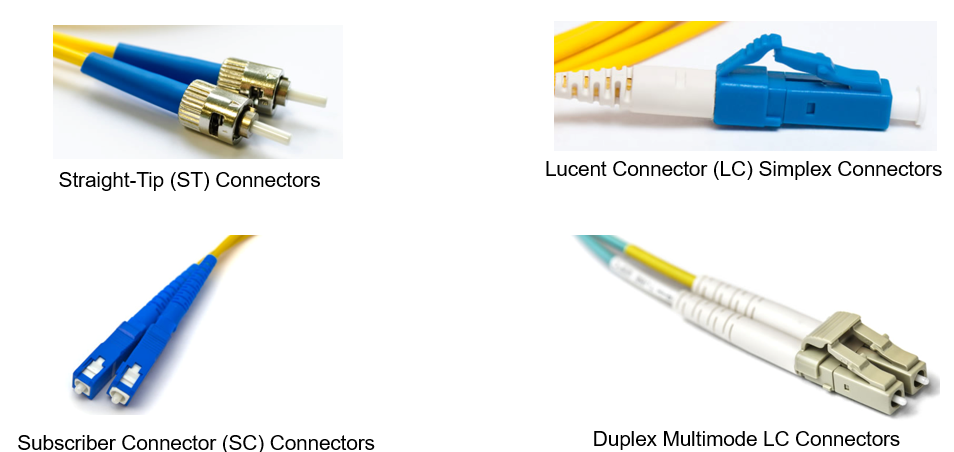 Straight-Tip (ST) Connectors
Lucent Connector (LC) Simplex Connectors
Subscriber Connector (SC) Connectors
Duplex Multimode LC Connectors